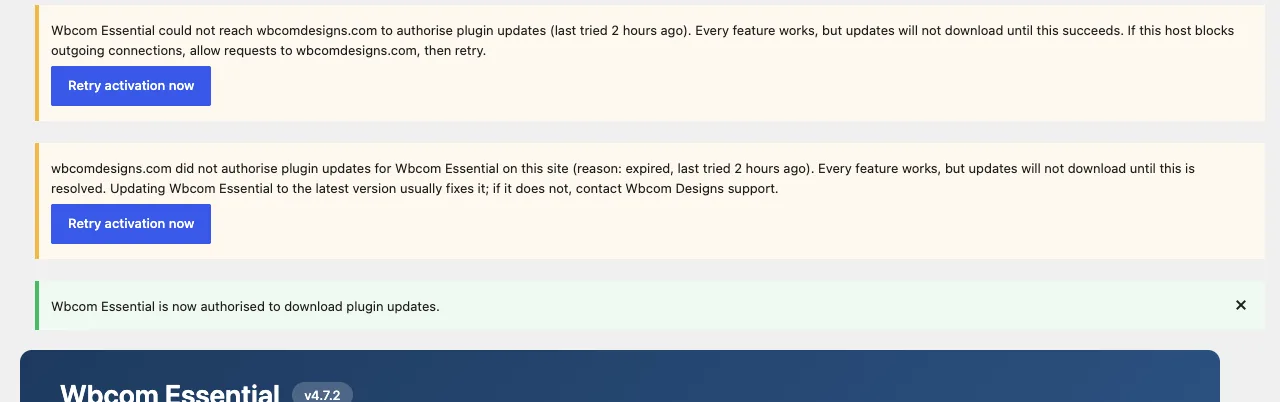 Wbcom Essential could not reach wbcomdesigns.com to authorise plugin updates (last tried 2 hours ago). Every feature works, but updates will not download until this succeeds. If this host blocks
outgoing connections, allow requests to wbcomdesigns.com, then retry.
Retry activation now
wbcomdesigns.com did not authorise plugin updates for Wbcom Essential on this site (reason: expired, last tried 2 hours ago). Every feature works, but updates will not download until this is
resolved. Updating Wbcom Essential to the latest version usually fixes it; if it does not, contact Wbcom Designs support.
Retry activation now
Wbcom Essential is now authorised to download plugin updates.
Wbcom Essential v4.7.2